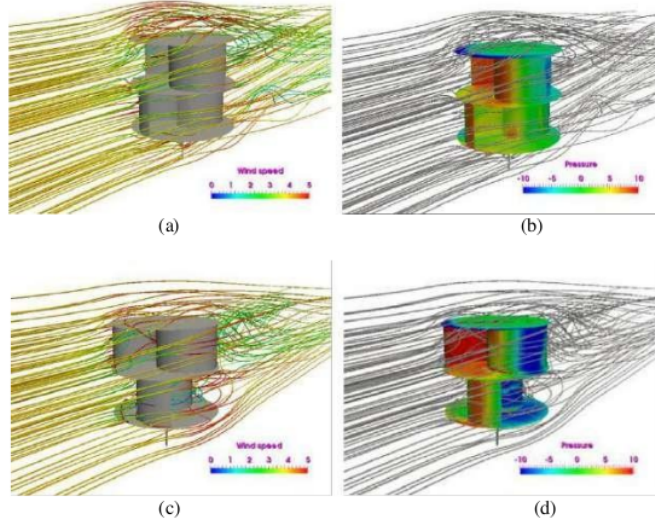 Wind speed
0 1 2 3 4 5
Pressure
-10 -5 0 5 10
(a)
(b)
Wind speed
0 1 2 3 4 5
Pressure
-10 -5 0 5 10
(c)
(d)